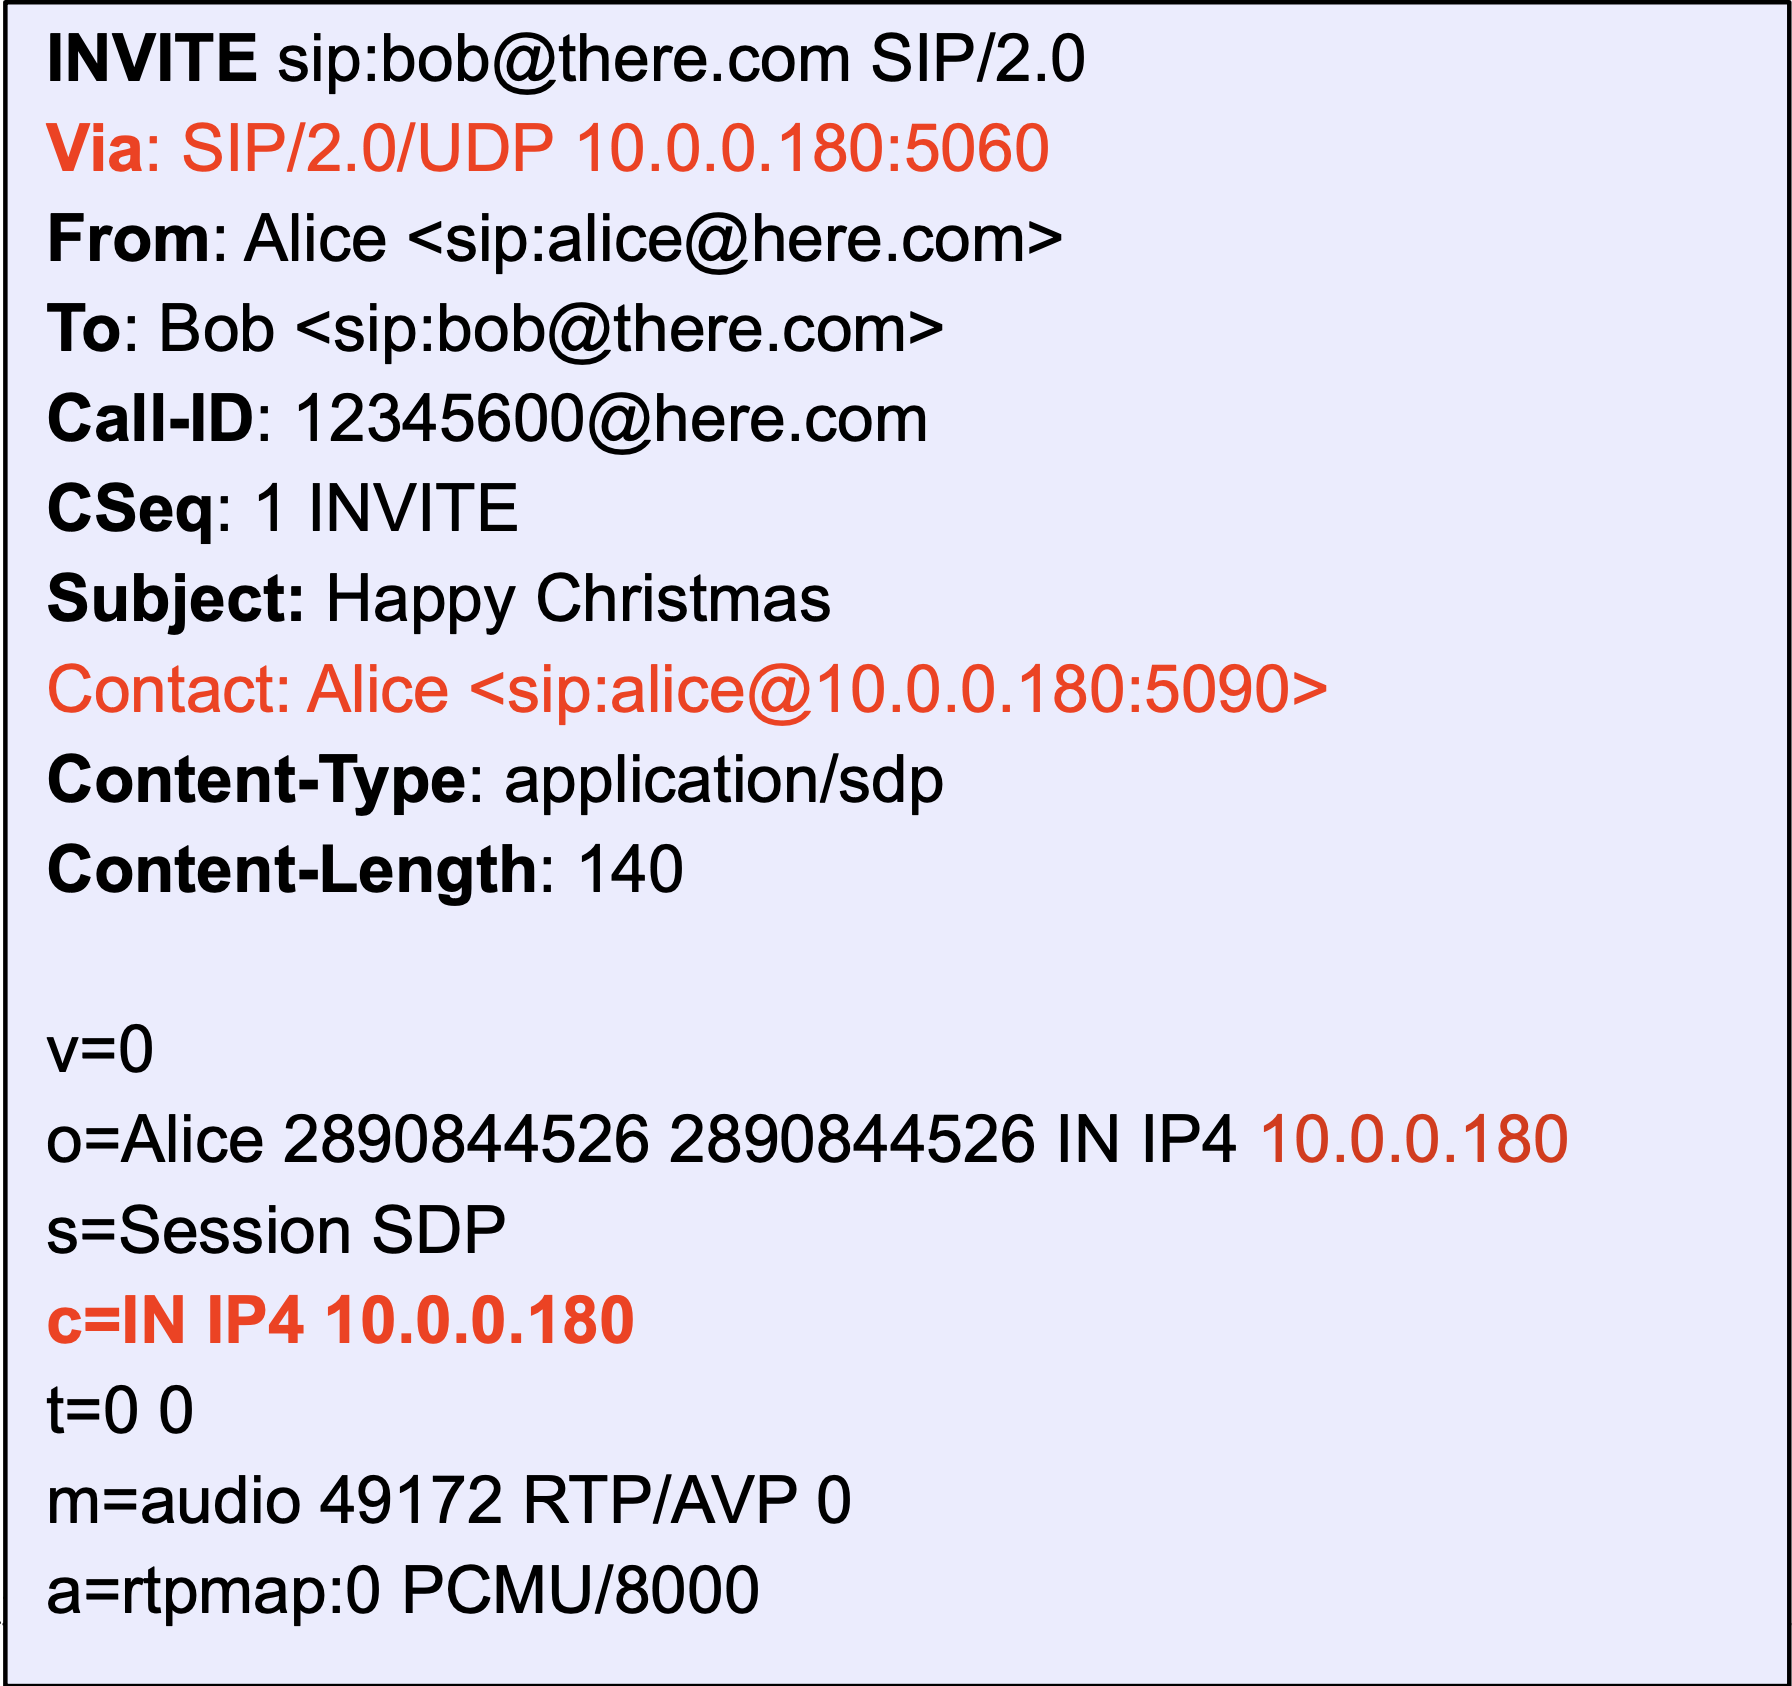 INVITE sip:bob@there.com SIP/2.0
Via: SIP/2.0/UDP 10.0.0.180:5060
From: Alice <sip:alice@here.com>
To: Bob <sip:bob@there.com>
Call-ID: 12345600@here.com
CSeq: 1 INVITE
Subject: Happy Christmas
Contact: Alice <sip:alice@10.0.0.180:5090>
Content-Type: application/sdp
Content-Length: 140

v=0
o=Alice 2890844526 2890844526 IN IP4 10.0.0.180
s=Session SDP
c=IN IP4 10.0.0.180
t=0 0
m=audio 49172 RTP/AVP 0
a=rtpmap:0 PCMU/8000